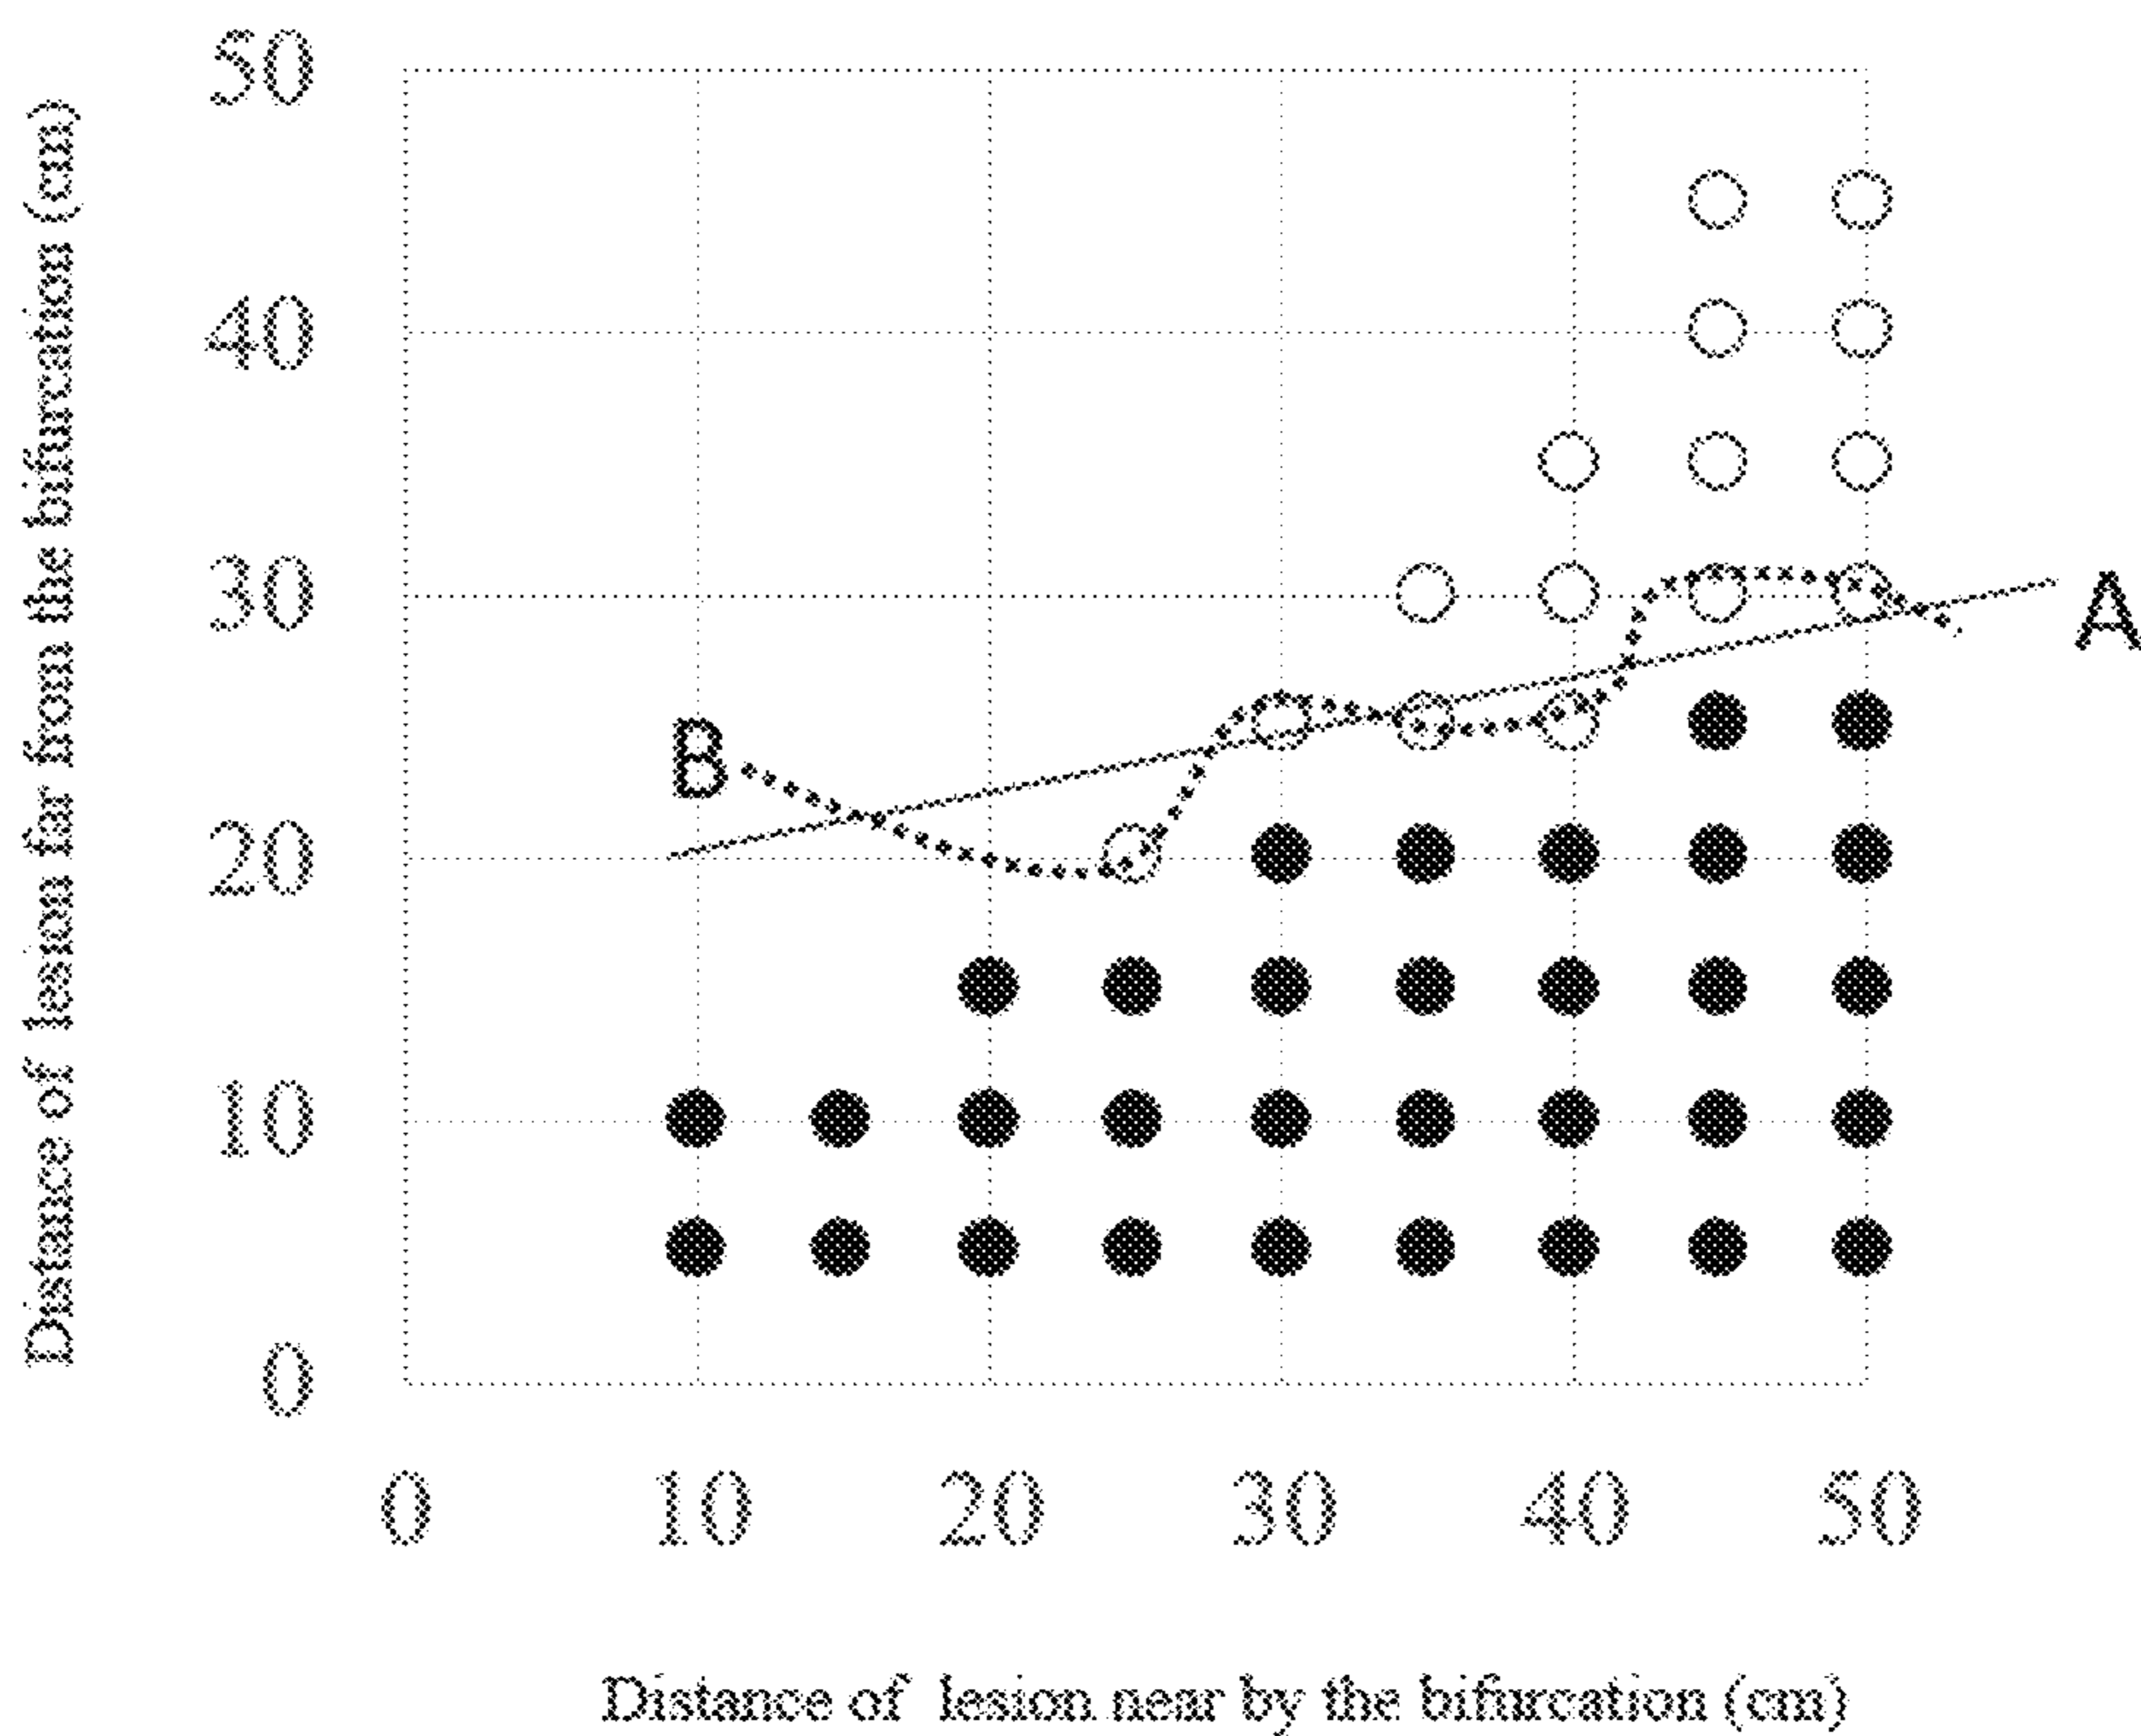 Distance of lesion far from the bifurcation (cm)
50
40
30
20
10
0
A
B
0 10 20 30 40 50
Distance of lesion near by the bifurcation (cm)